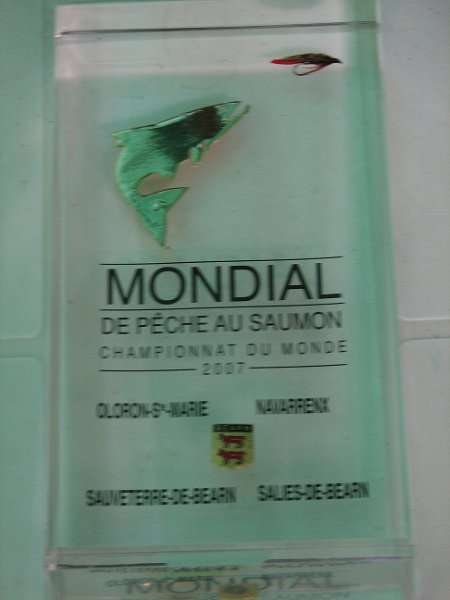 MONDIAL
DE PÊCHE AU SAUMON
CHAMPIONNAT DU MONDE
2007
OLORON-Ste-MARIE NAVARRENX
BEARN
SAUVETERRE-DE-BEARN SALIES-DE-BEARN